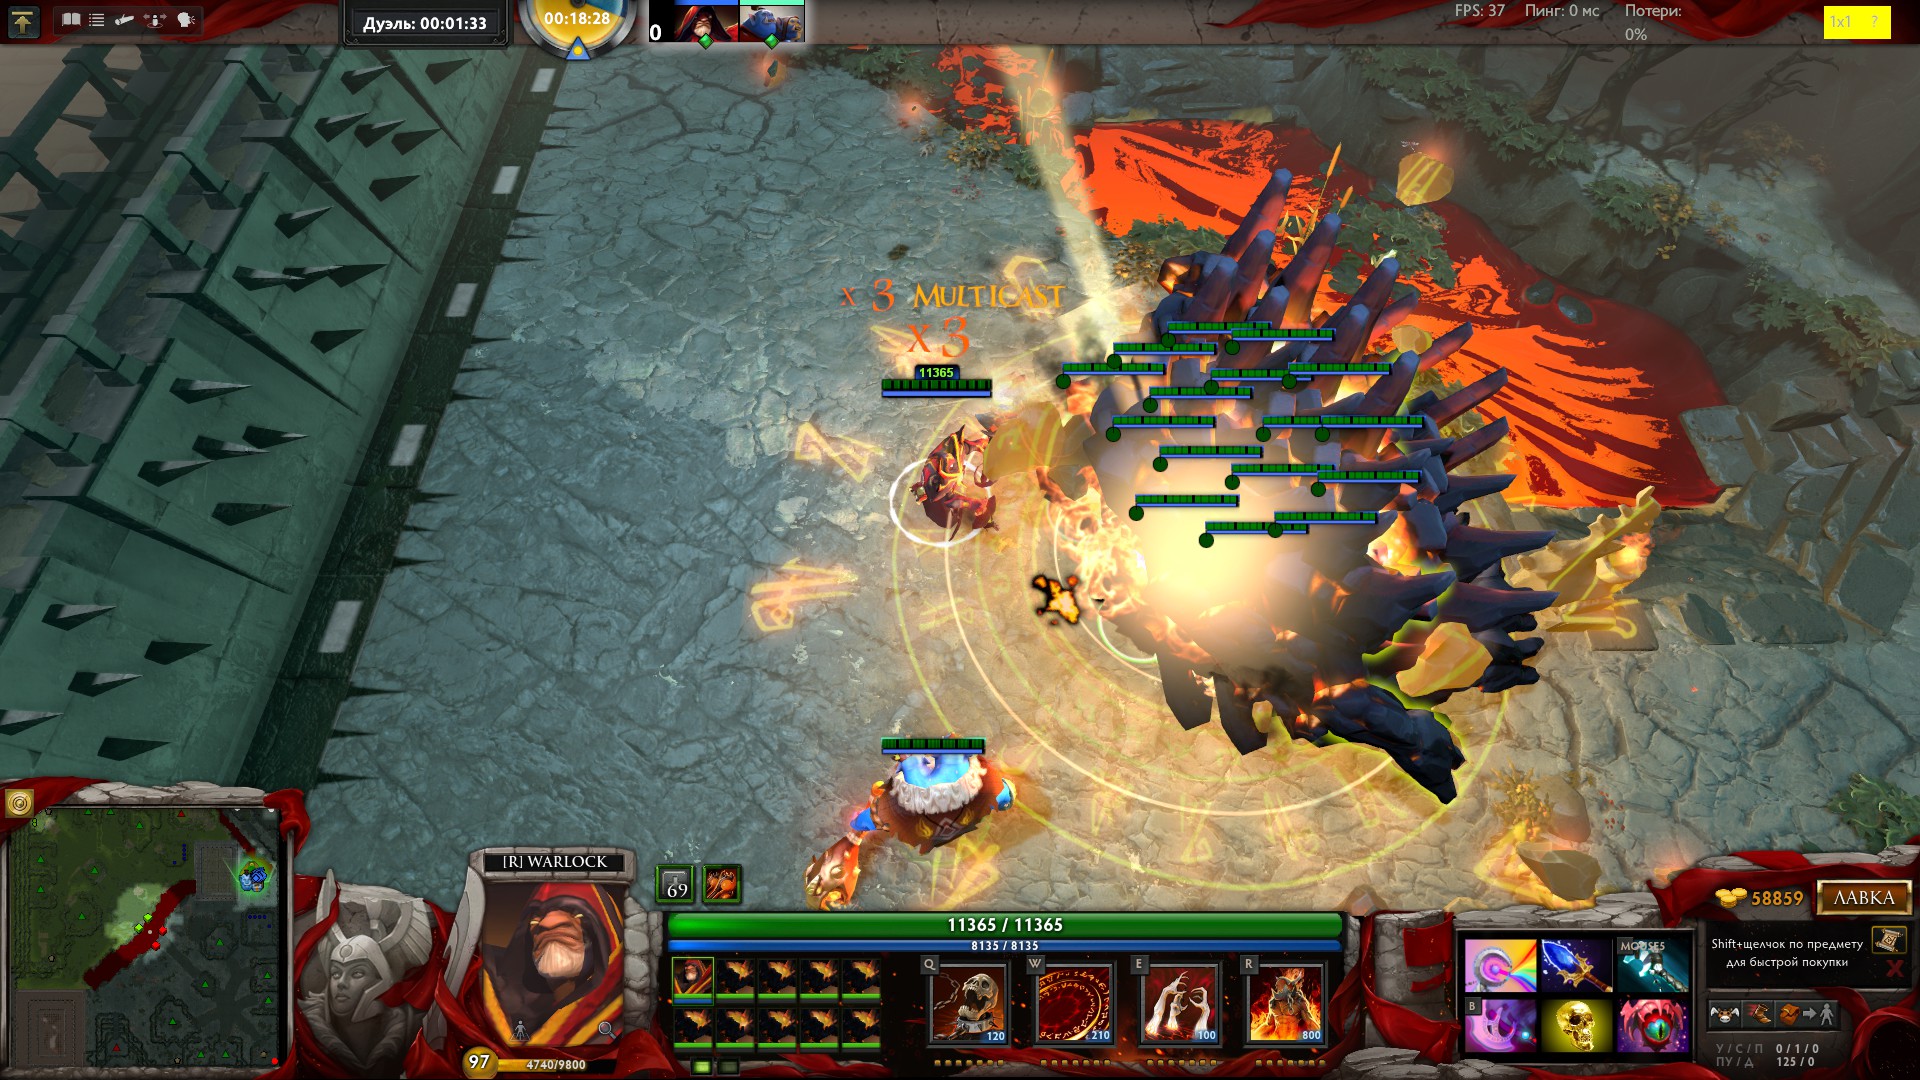 Дуэль: 00:01:33
00:18:28
0
FPS: 37 Пинг: 0 мс Потери: 0%
1x1 ?
x 3 MULTICAST
x 3
11365
[R] WARLOCK
69
11365 / 11365
8135 / 8135
Q
W
E
R
120
210
100
800
97
4740/9800
MOUSE5
B
58859
ЛАВКА
Shift+щелчок по предмету
для быстрой покупки
У / С / П 0 / 1 / 0
ПУ / Д 125 / 0